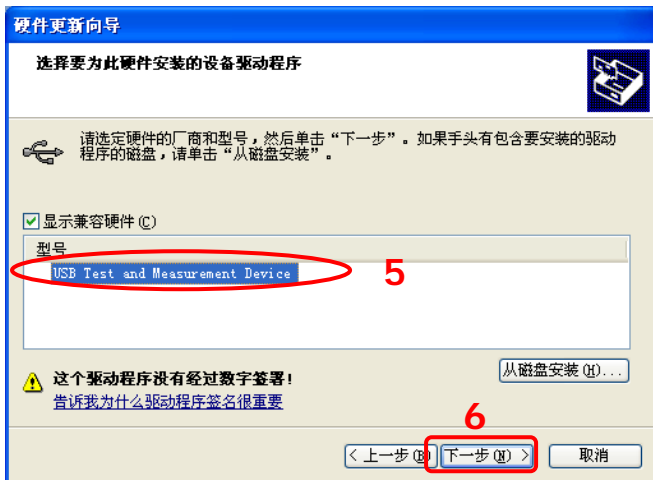 硬件更新向导
选择要为此硬件安装的设备驱动程序
请选定硬件的厂商和型号，然后单击“下一步”。如果手头有包含要安装的驱动
程序的磁盘，请单击“从磁盘安装”。
显示兼容硬件(C)
型号
USB Test and Measurement Device
5
这个驱动程序没有经过数字签署!
从磁盘安装(H)...
告诉我为什么驱动程序签名很重要
6
< 上一步(B)
下一步(N) >
取消